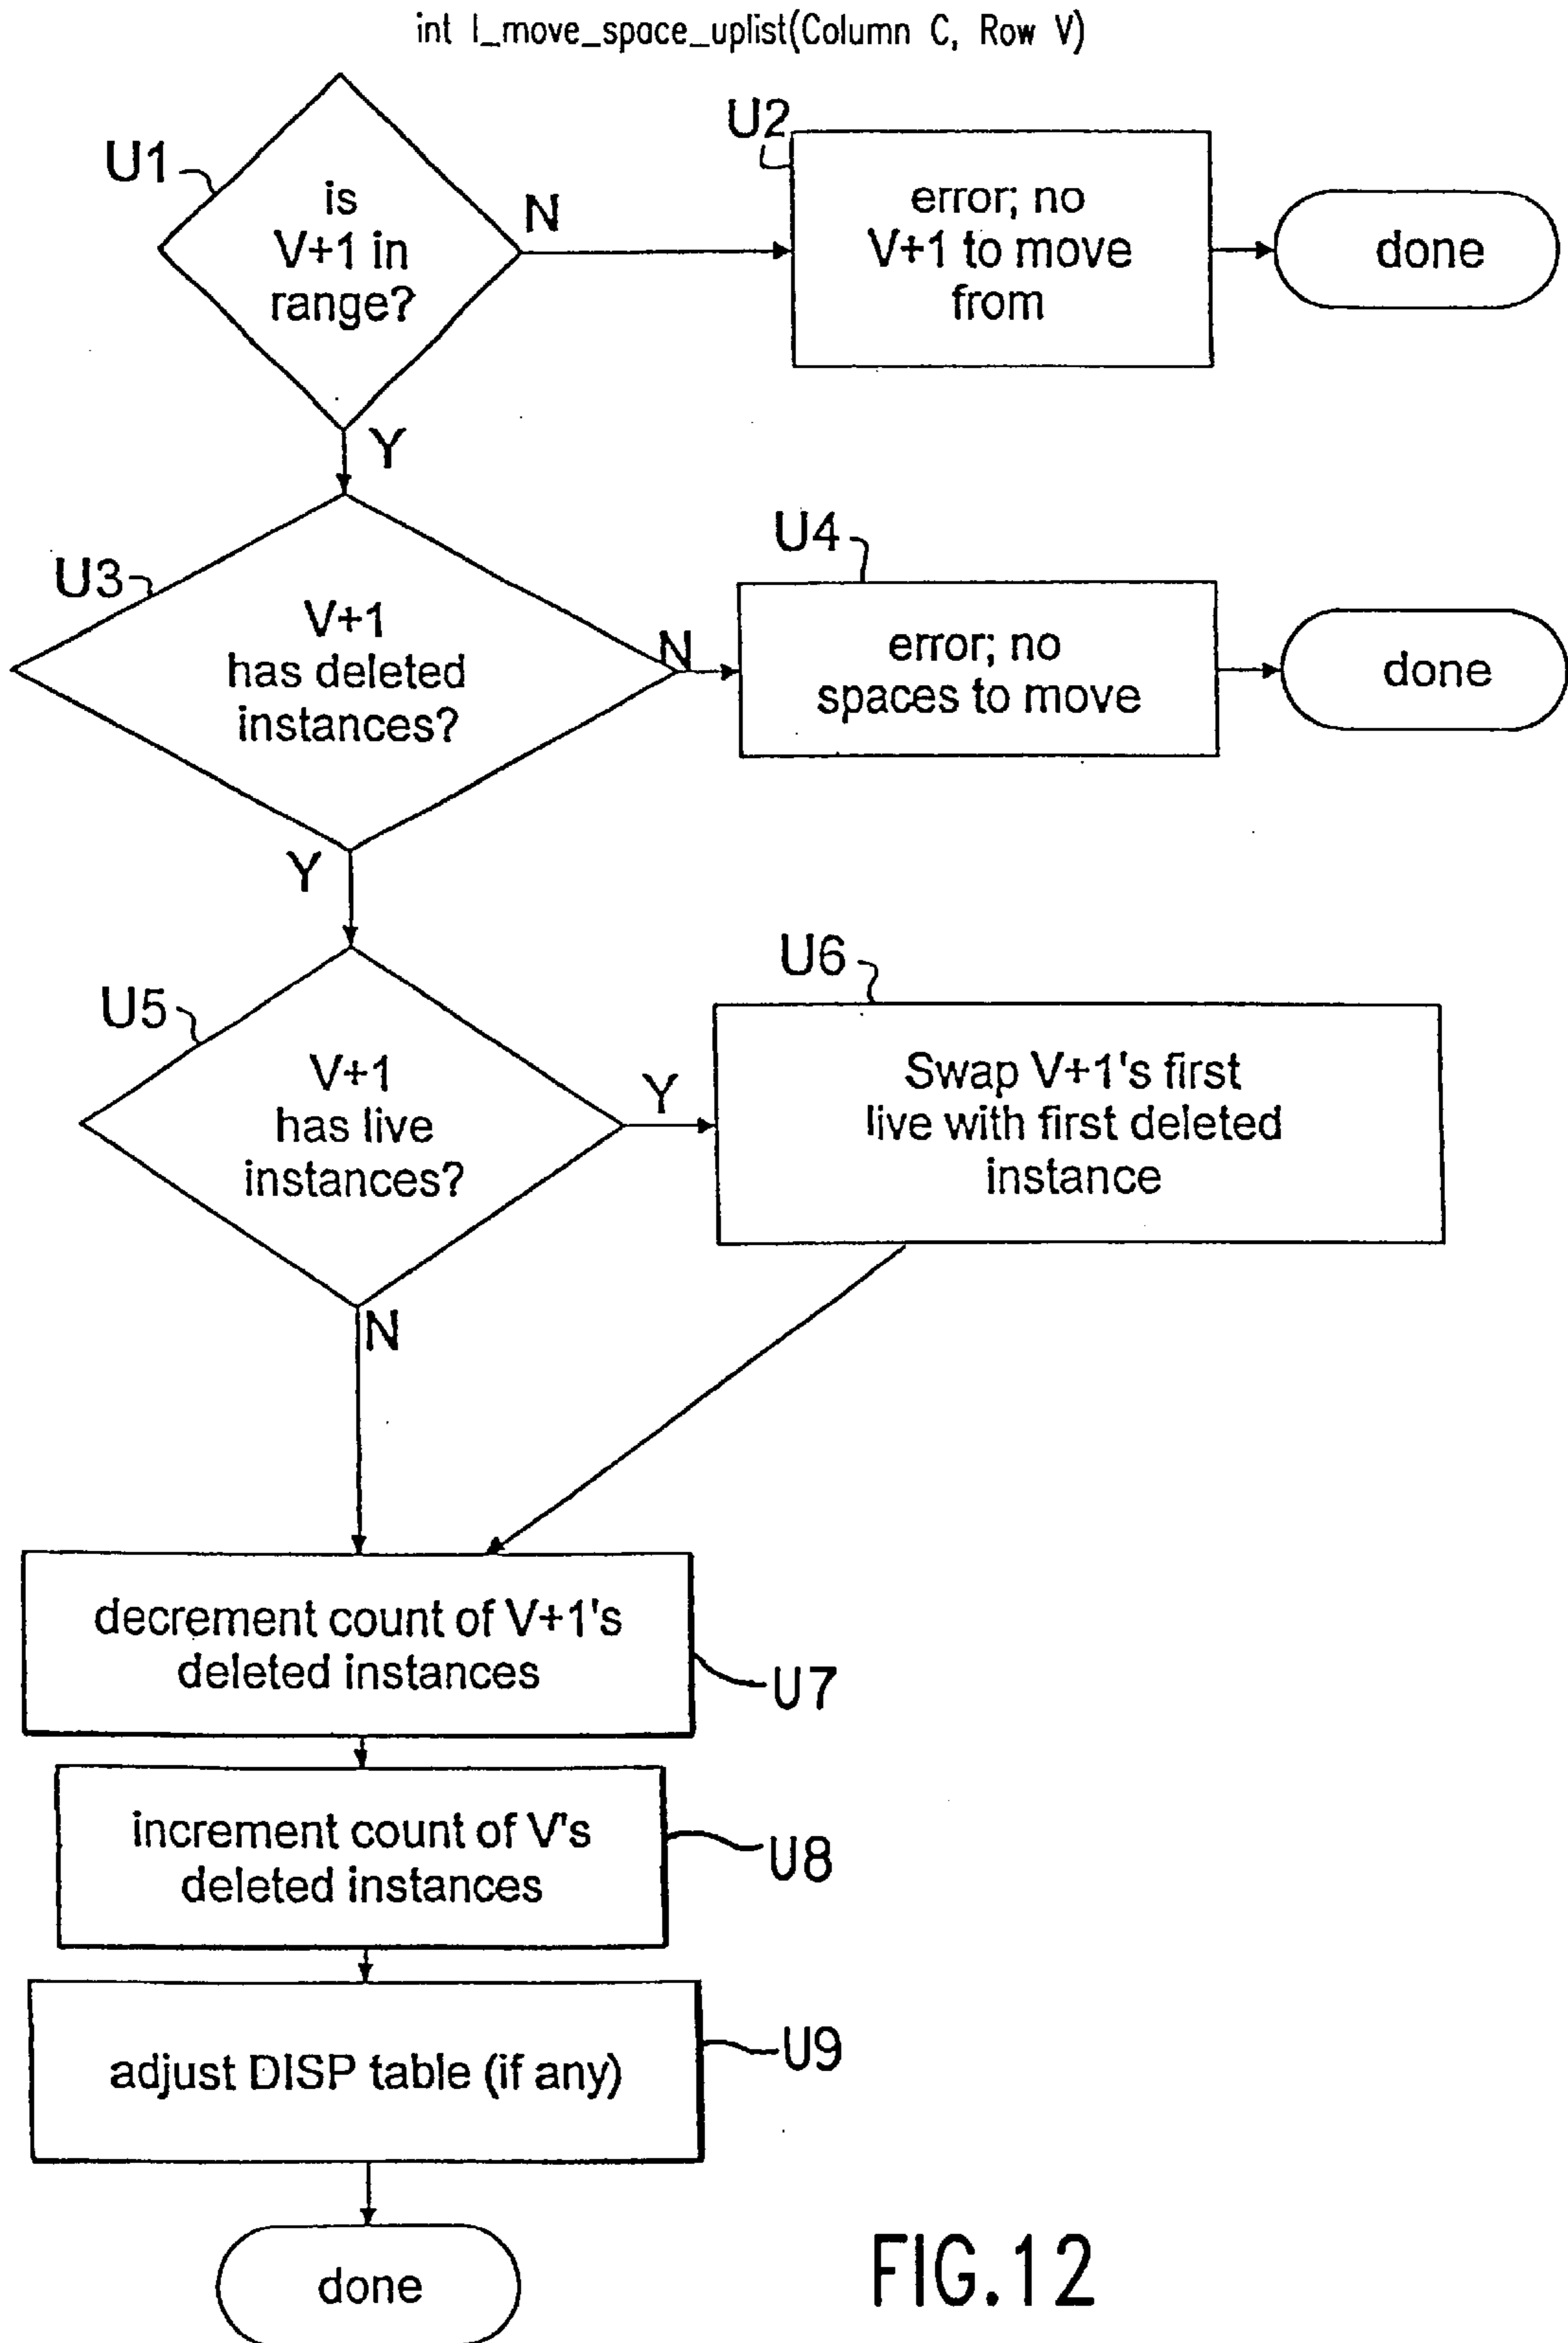 int I_move_space_uplist(Column C, Row V)
U1
is
V+1 in
range?
N
U2
error; no
V+1 to move
from
done
Y
U3
V+1
has deleted
instances?
N
U4
error; no
spaces to move
done
Y
U5
V+1
has live
instances?
Y
U6
Swap V+1's first
live with first deleted
instance
N
decrement count of V+1's
deleted instances
U7
increment count of V's
deleted instances
U8
adjust DISP table (if any)
U9
done
FIG.12